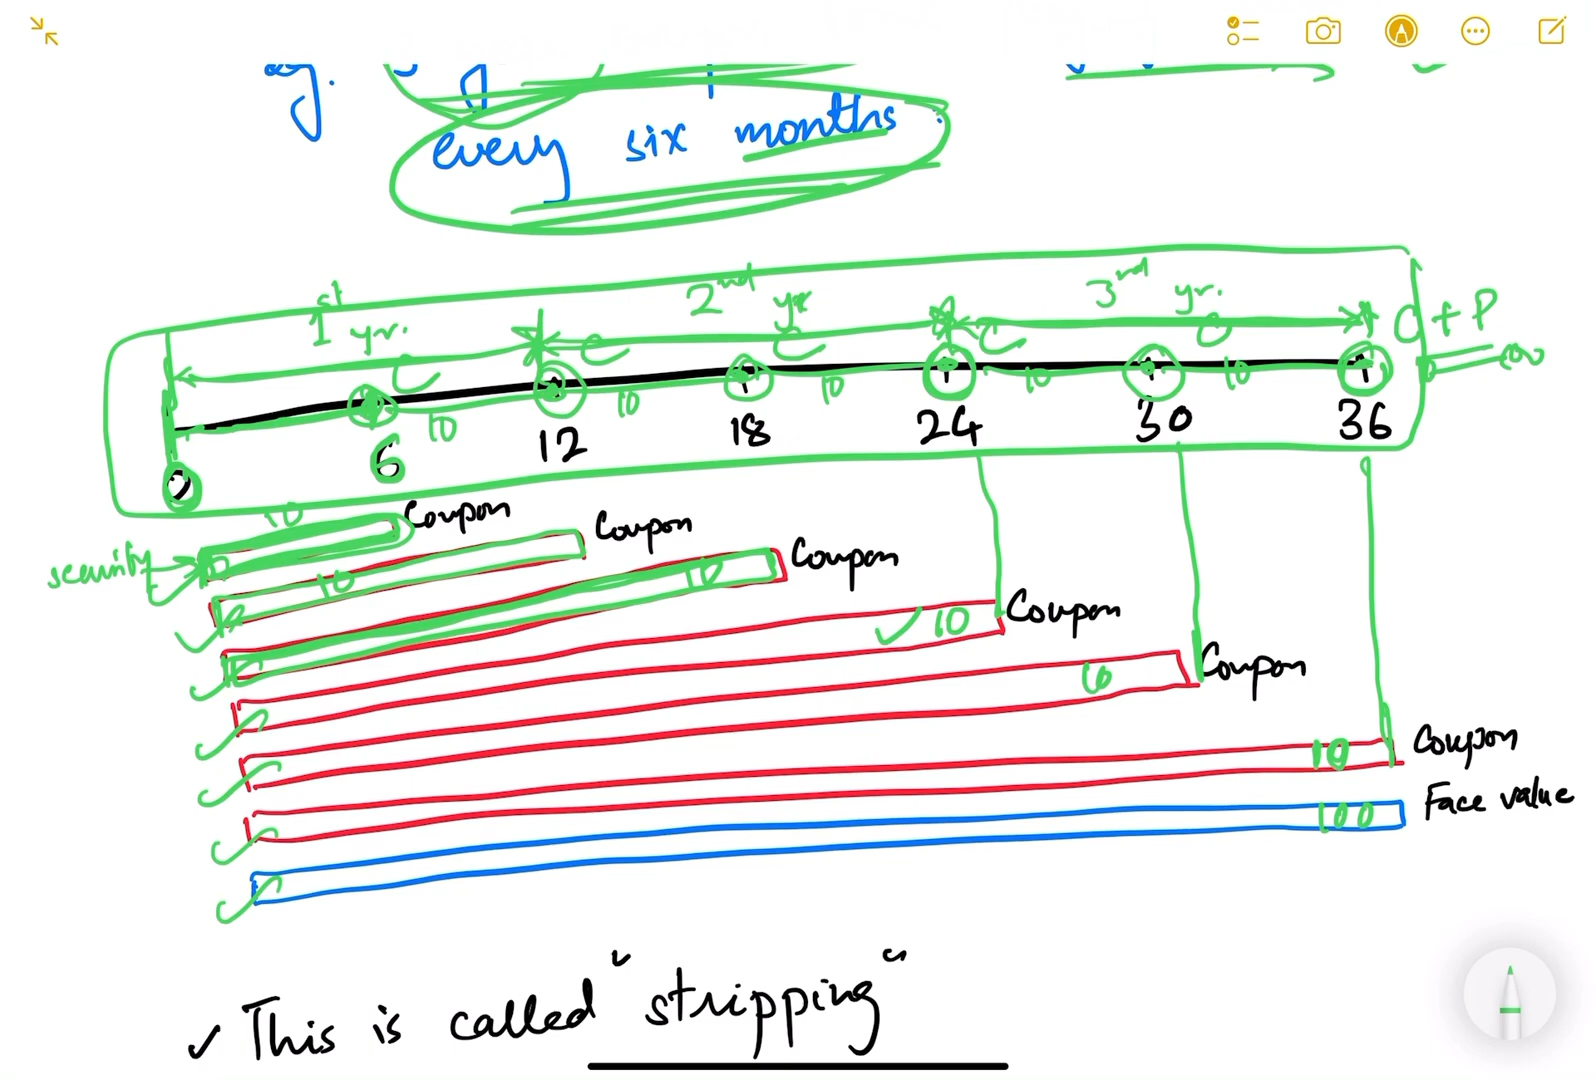 eg.
every six months.
1st yr. 2nd yr 3rd yr. C + P
C C C C C
10 10 10 10 10
0 6 12 18 24 30 36
10 Coupon
security 10 Coupon
10 Coupon
10 Coupon
10 Coupon
10 Coupon
100 Face value
This is called "stripping"